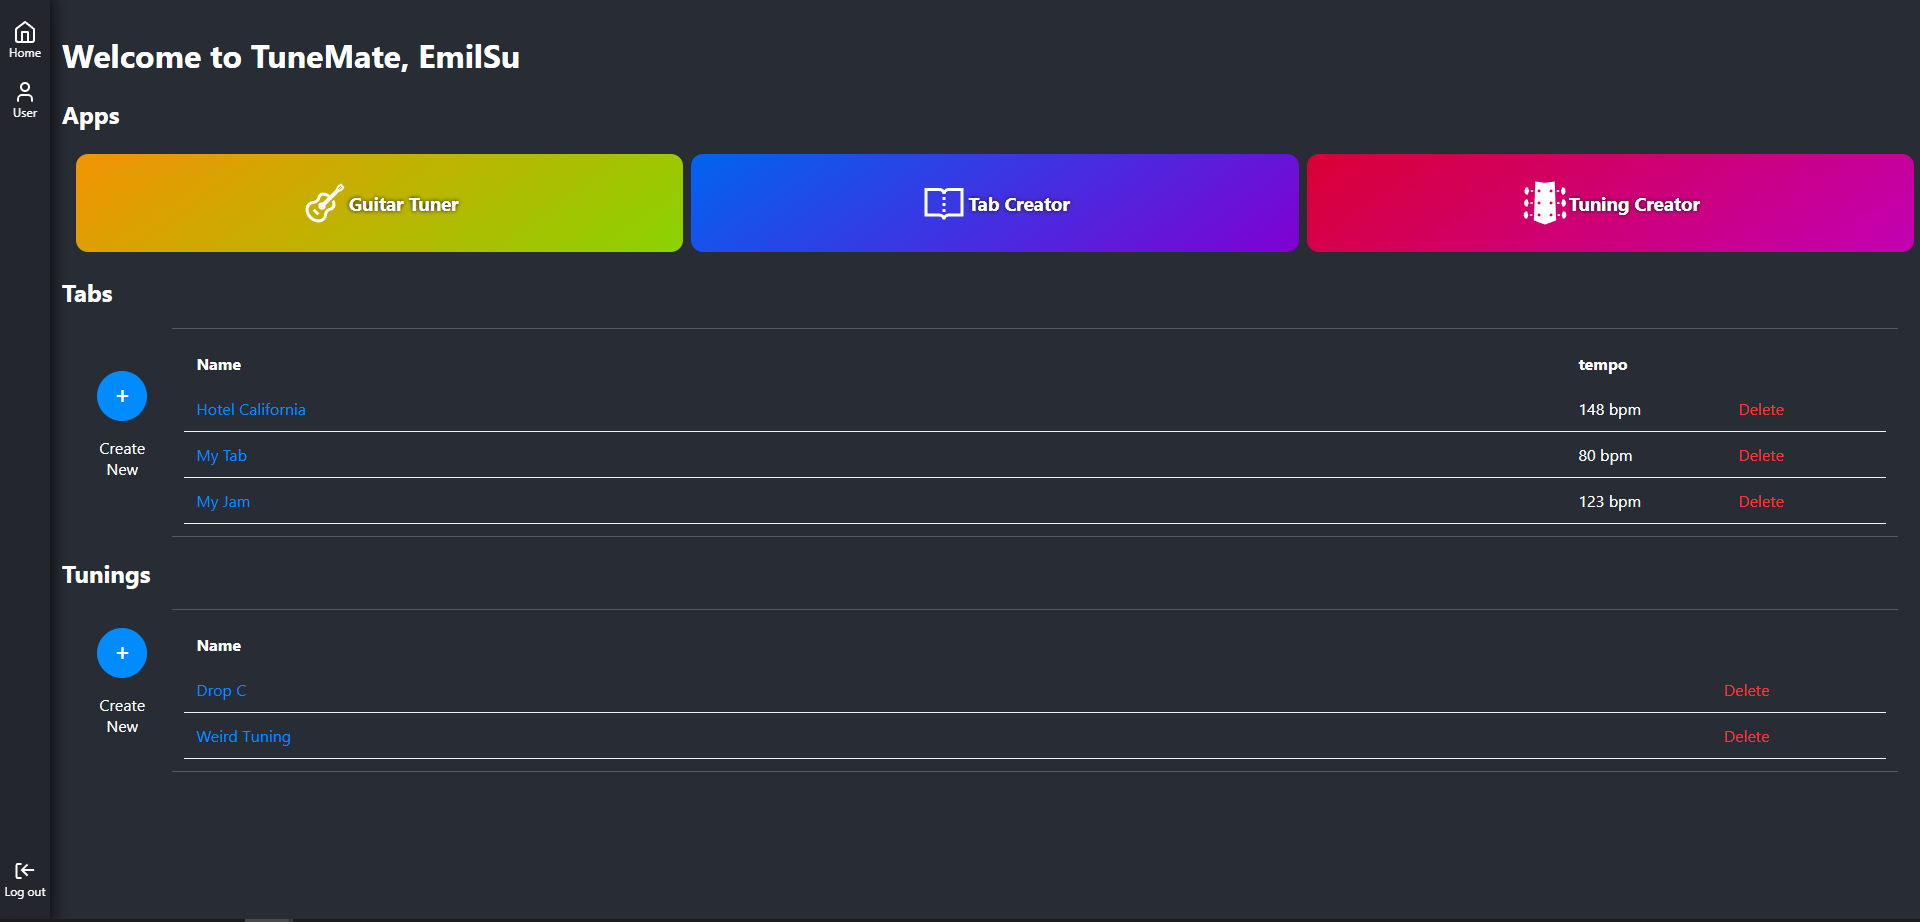 Home
User
Welcome to TuneMate, EmilSu
Apps
Guitar Tuner
Tab Creator
Tuning Creator
Tabs
+
Create
New
Name tempo
Hotel California 148 bpm Delete
My Tab 80 bpm Delete
My Jam 123 bpm Delete
Tunings
+
Create
New
Name
Drop C Delete
Weird Tuning Delete
Log out